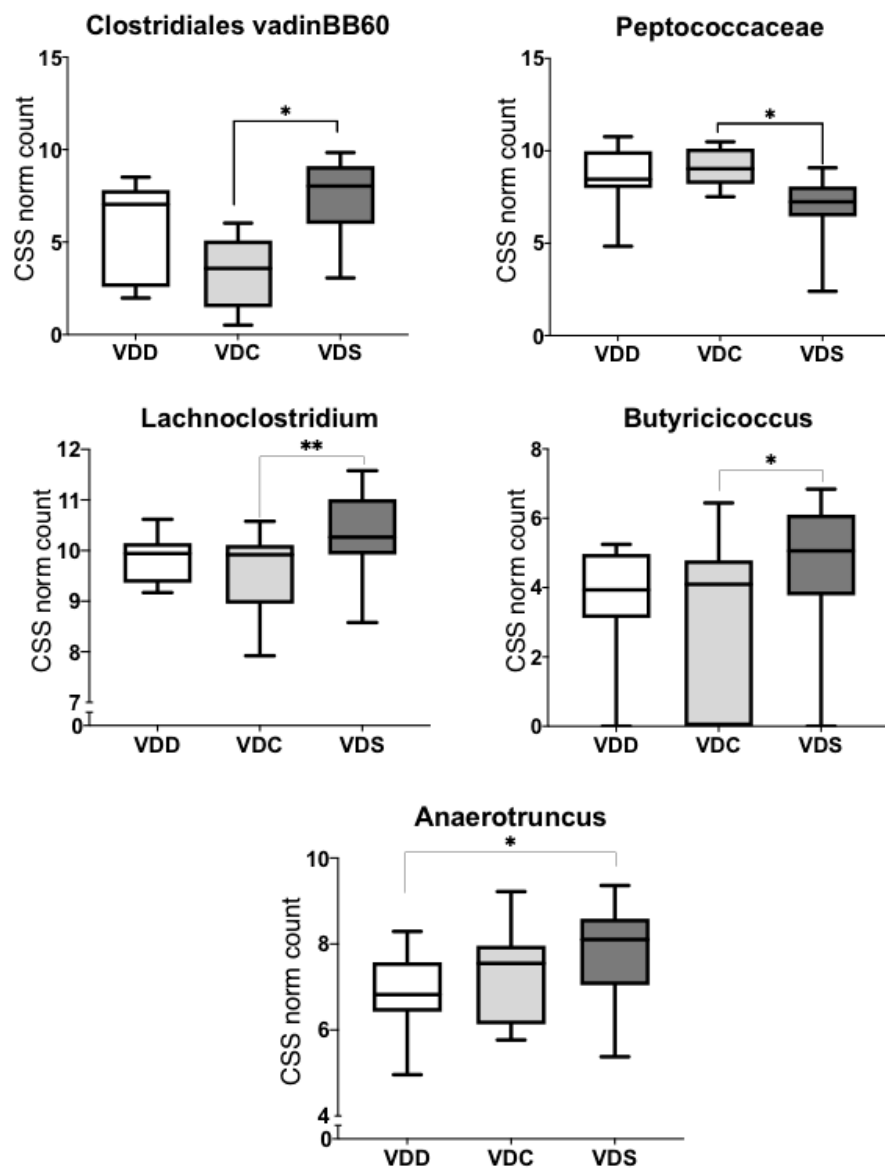 Clostridiales vadinBB60
CSS norm count
15
10
5
0
*
VDD VDC VDS
Peptococcaceae
CSS norm count
15
10
5
0
*
VDD VDC VDS
Lachnoclostridium
CSS norm count
12
11
10
9
8
7
0
**
VDD VDC VDS
Butyricicoccus
CSS norm count
8
6
4
2
0
*
VDD VDC VDS
Anaerotruncus
CSS norm count
10
8
6
4
0
*
VDD VDC VDS